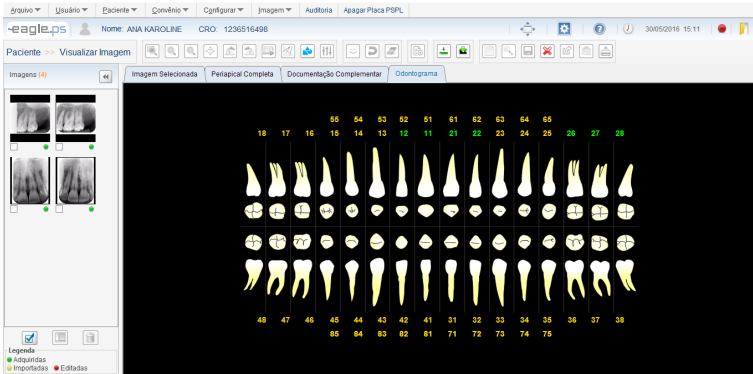 Arquivo Usuário Paciente Convênio Configurar Imagem Auditoria Apagar Placa PSPL
eagle.ps Nome: ANA KAROLINE CRO: 1236516498 30/05/2016 15:11
Paciente >> Visualizar Imagem
Imagens (4)
Imagem Selecionada Periapical Completa Documentação Complementar Odontograma
55 54 53 52 51 61 62 63 64 65
18 17 16 15 14 13 12 11 21 22 23 24 25 26 27 28
48 47 46 45 44 43 42 41 31 32 33 34 35 36 37 38
85 84 83 82 81 71 72 73 74 75
Legenda
Adquiridas
Importadas Editadas